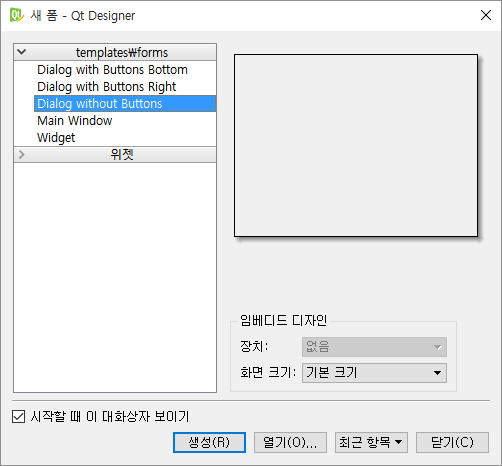 새 폼 - Qt Designer
templates₩forms
Dialog with Buttons Bottom
Dialog with Buttons Right
Dialog without Buttons
Main Window
Widget
위젯
임베디드 디자인
장치: 없음
화면 크기: 기본 크기
시작할 때 이 대화상자 보미기
생성(R) 열기(O)... 최근 항목 닫기(C)